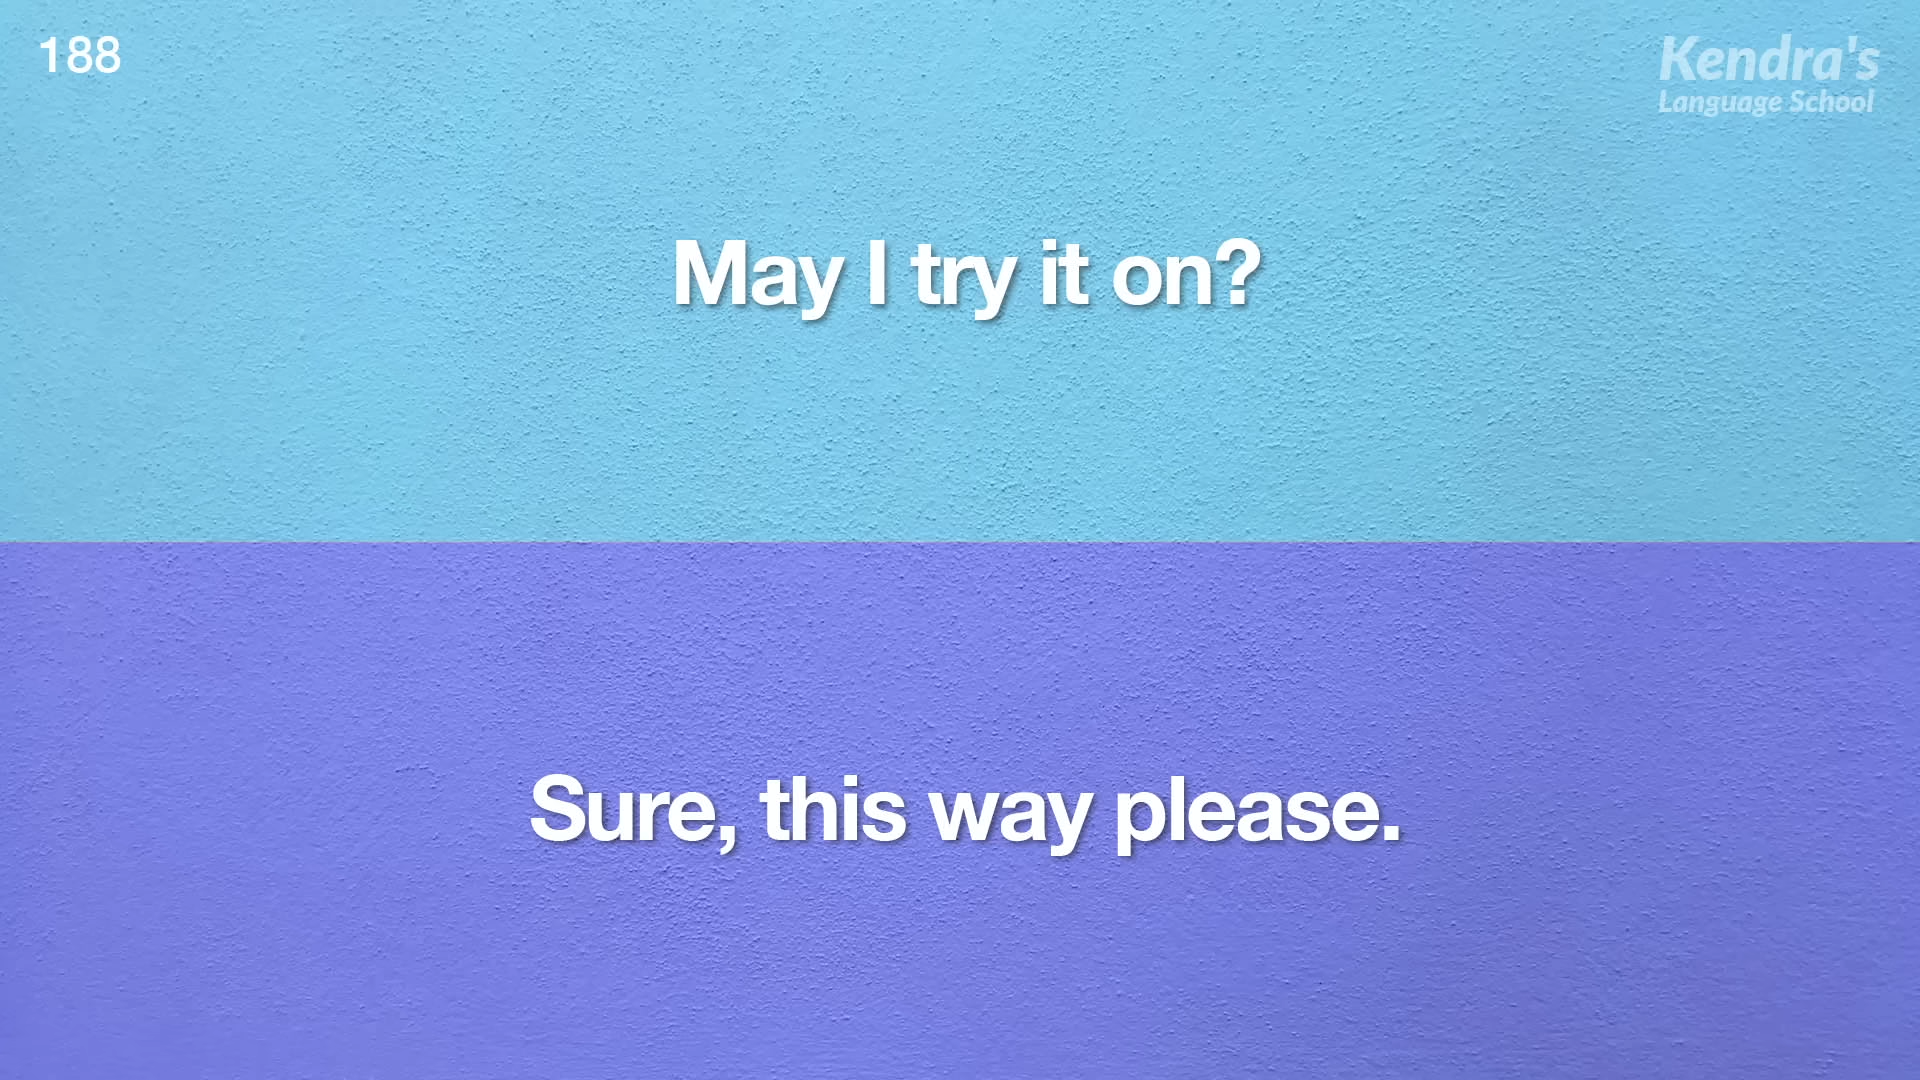 188
Kendra's
Language School
May I try it on?
Sure, this way please.